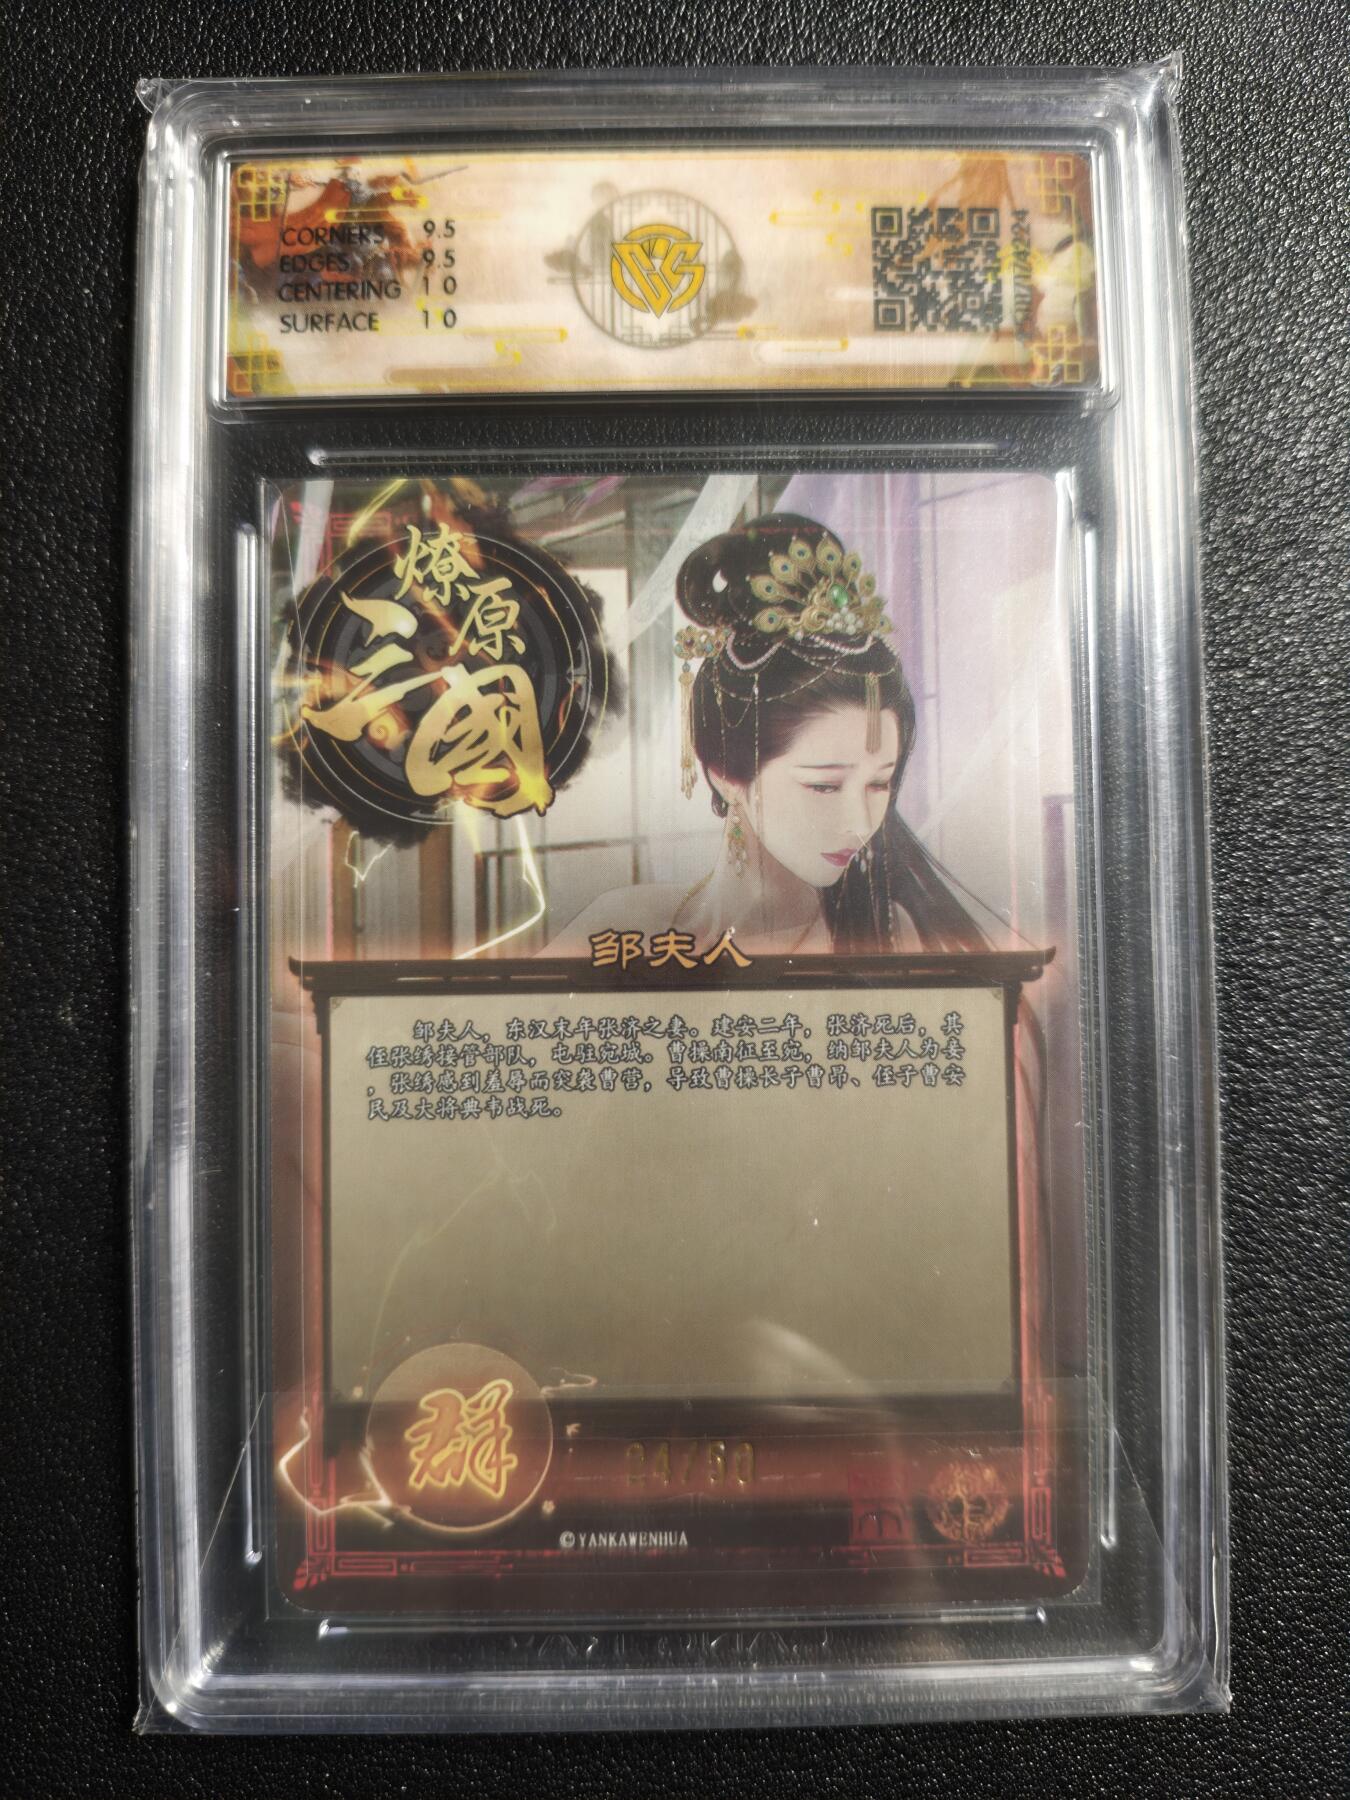 CORNERS 9.5
EDGES 9.5
CENTERING 10
SURFACE 10
燎原
三國
邹夫人
邹夫人，东汉末年张济之妻。建安二年，张济死后，其
侄张绣接管部队，屯驻宛城。曹操南征至宛，纳邹夫人为妾
，张绣感到羞辱而突袭曹营，导致曹操长子曹昂、侄子曹安
民及大将典韦战死。
群
24/50
©YANKAWENHUA